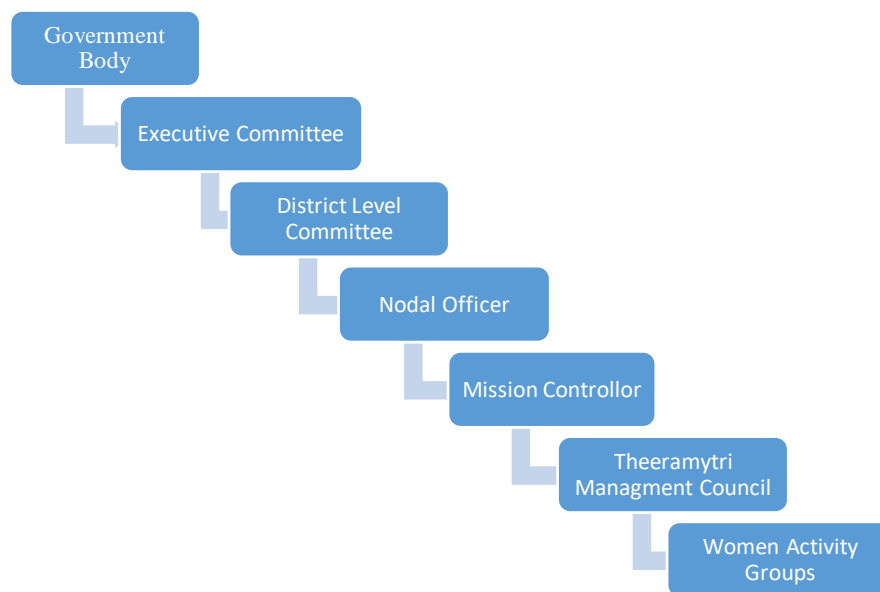 Government
Body
Executive Committee
District Level
Committee
Nodal Officer
Mission Controllor
Theeramytri
Managment Council
Women Activity
Groups